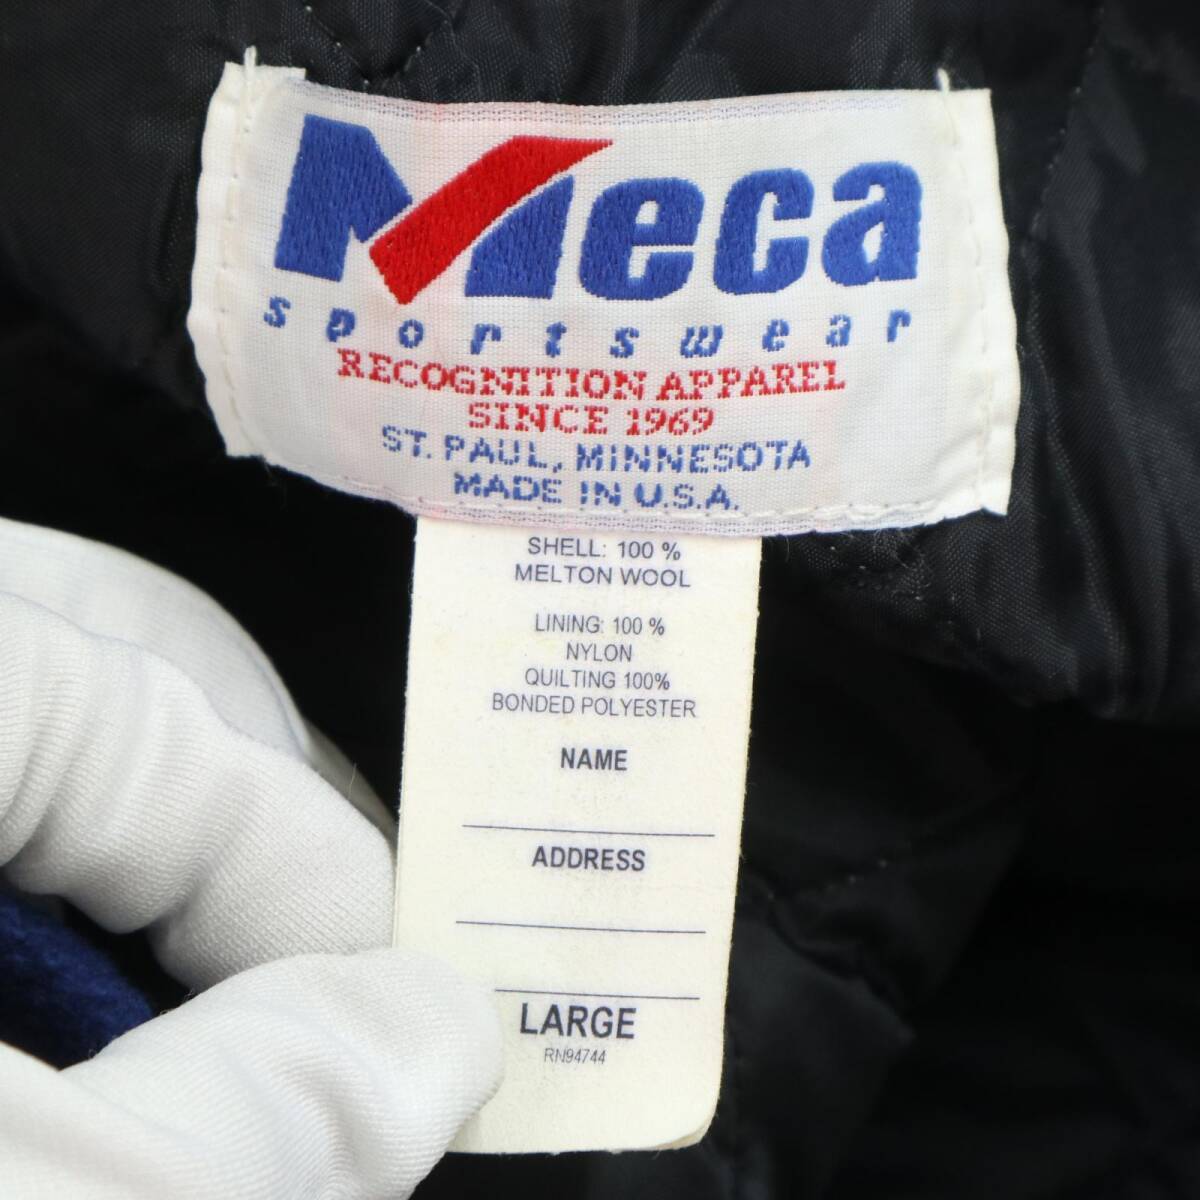 Meca
sportswear
RECOGNITION APPAREL
SINCE 1969
ST. PAUL, MINNESOTA
MADE IN U.S.A.
SHELL: 100 %
MELTON WOOL
LINING: 100 %
NYLON
QUILTING 100%
BONDED POLYESTER
NAME
ADDRESS
LARGE
RN94744